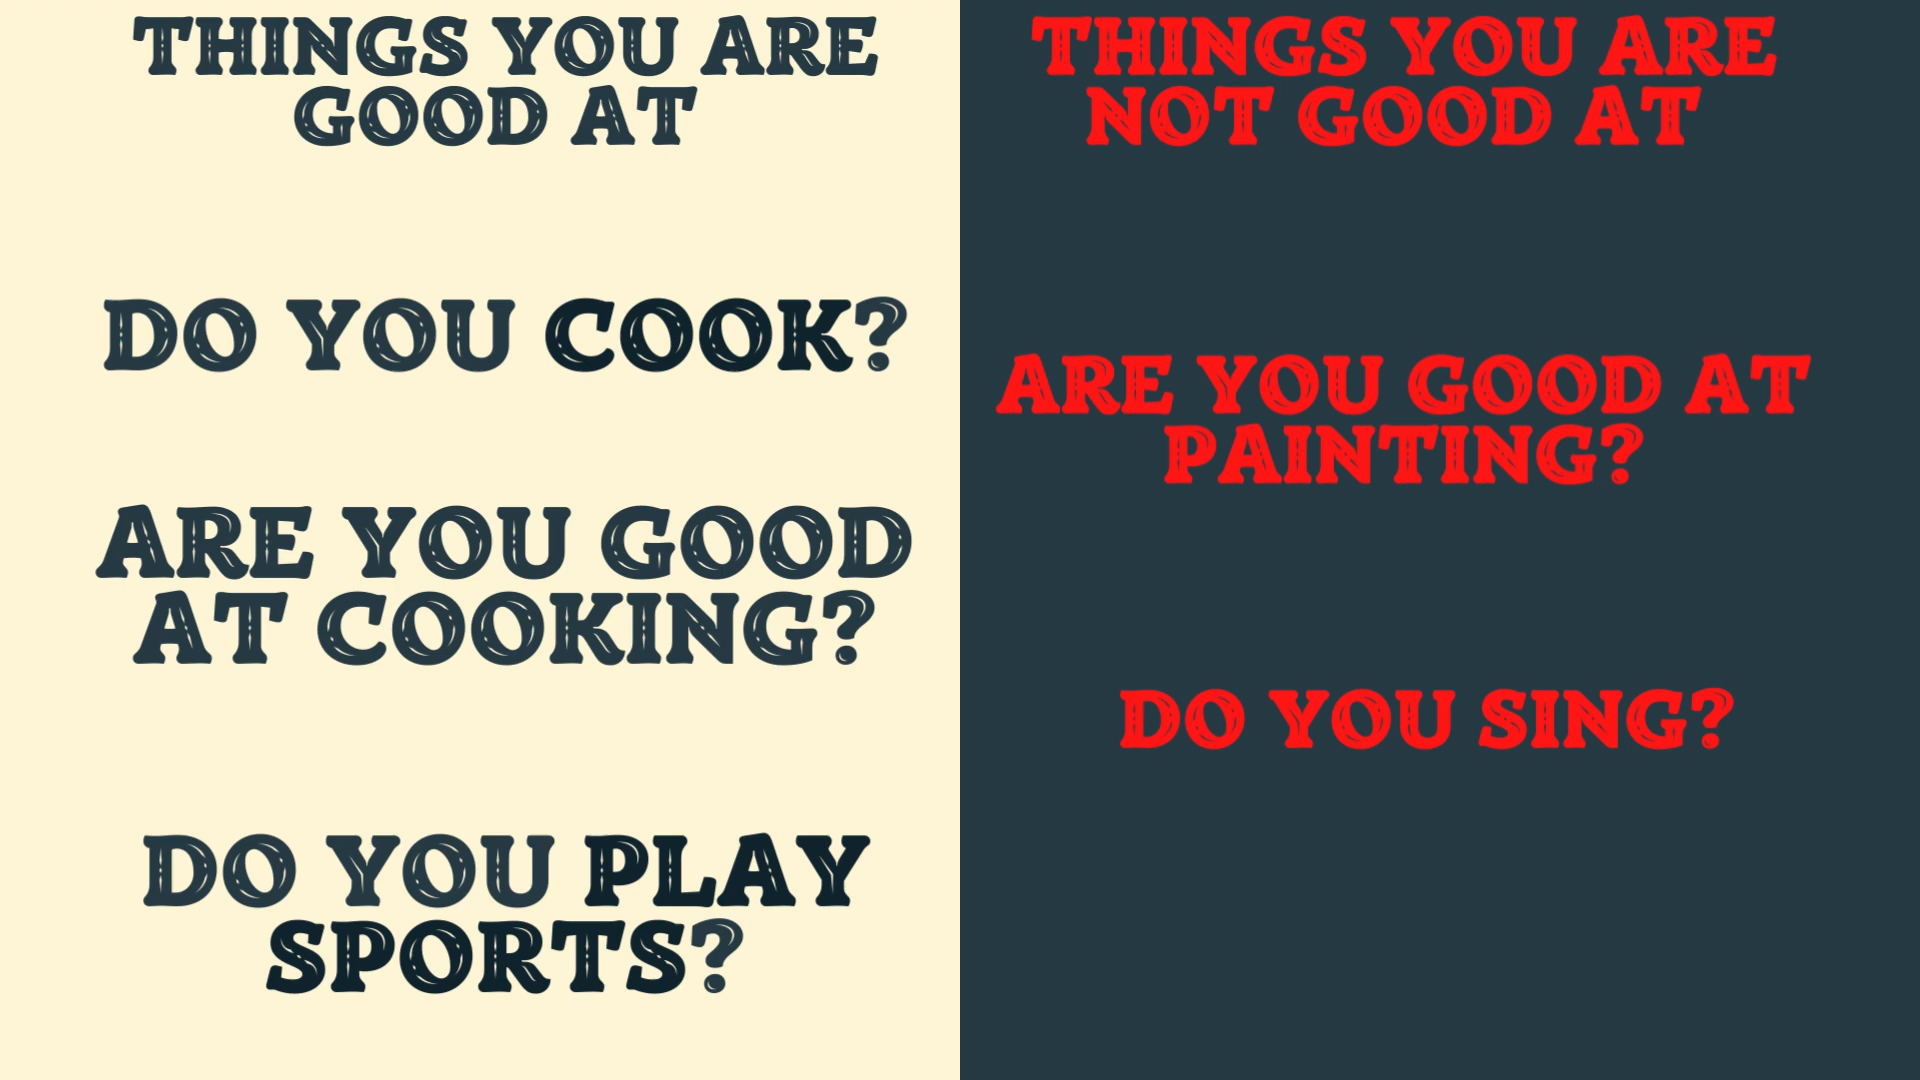 THINGS YOU ARE
GOOD AT
DO YOU COOK?
ARE YOU GOOD
AT COOKING?
DO YOU PLAY
SPORTS?
THINGS YOU ARE
NOT GOOD AT
ARE YOU GOOD AT
PAINTING?
DO YOU SING?